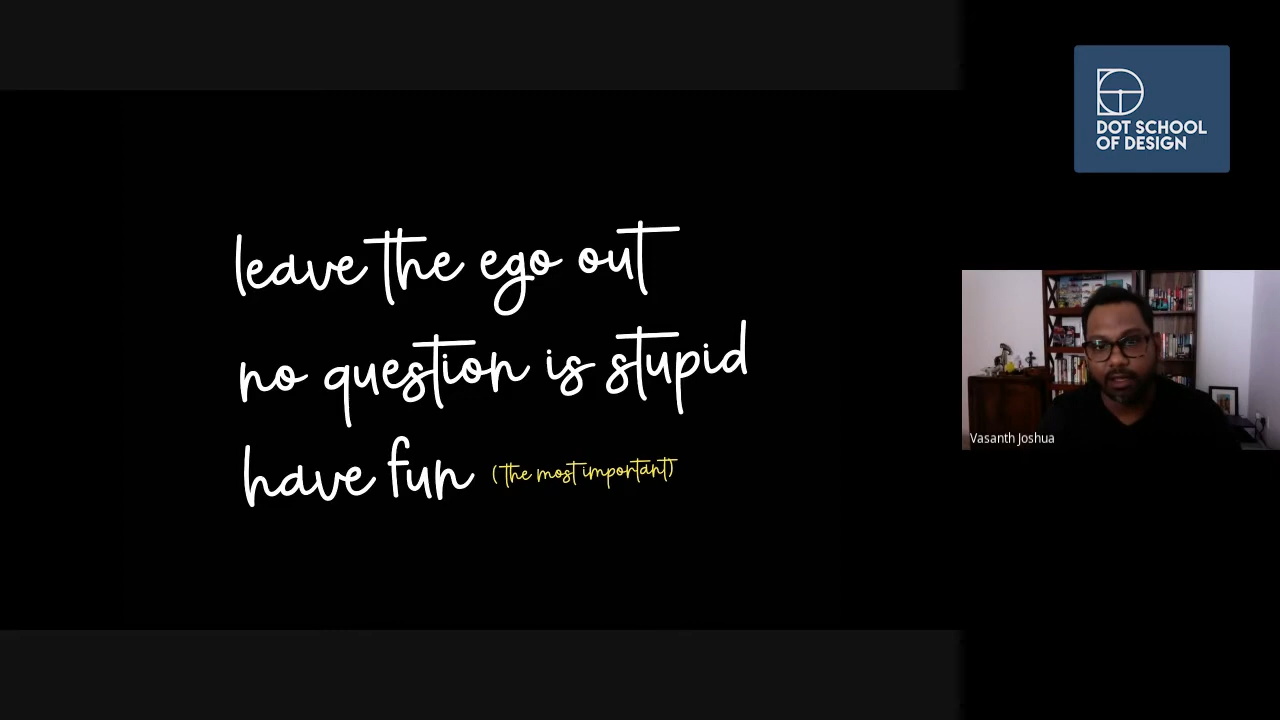 DOT SCHOOL
OF DESIGN
leave the ego out
no question is stupid
have fun (the most important)
Vasanth Joshua